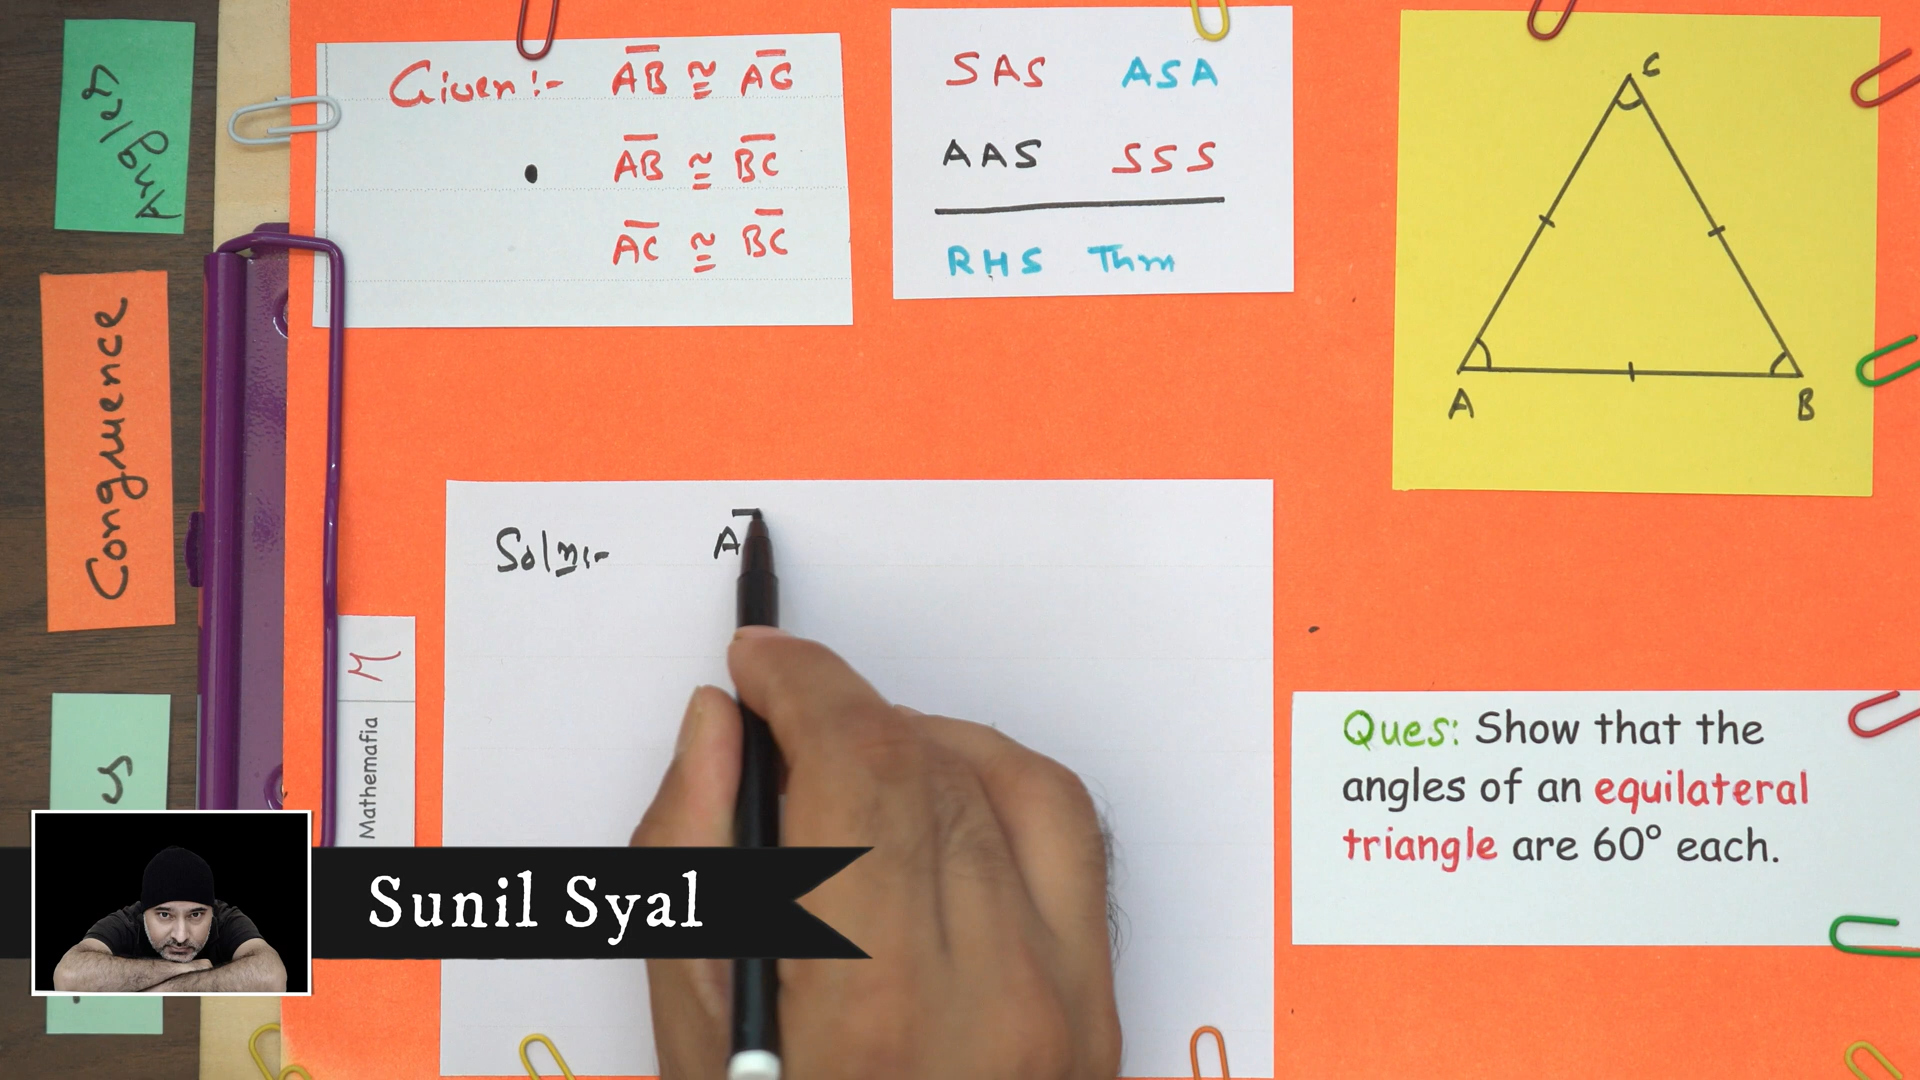 Angles
Congruence
s
Given:- AB ≅ AC
AB ≅ BC
AC ≅ BC
SAS ASA
AAS SSS
RHS Thm
C
A B
Soln:- A
M
Mathemafia
Ques: Show that the
angles of an equilateral
triangle are 60° each.
Sunil Syal